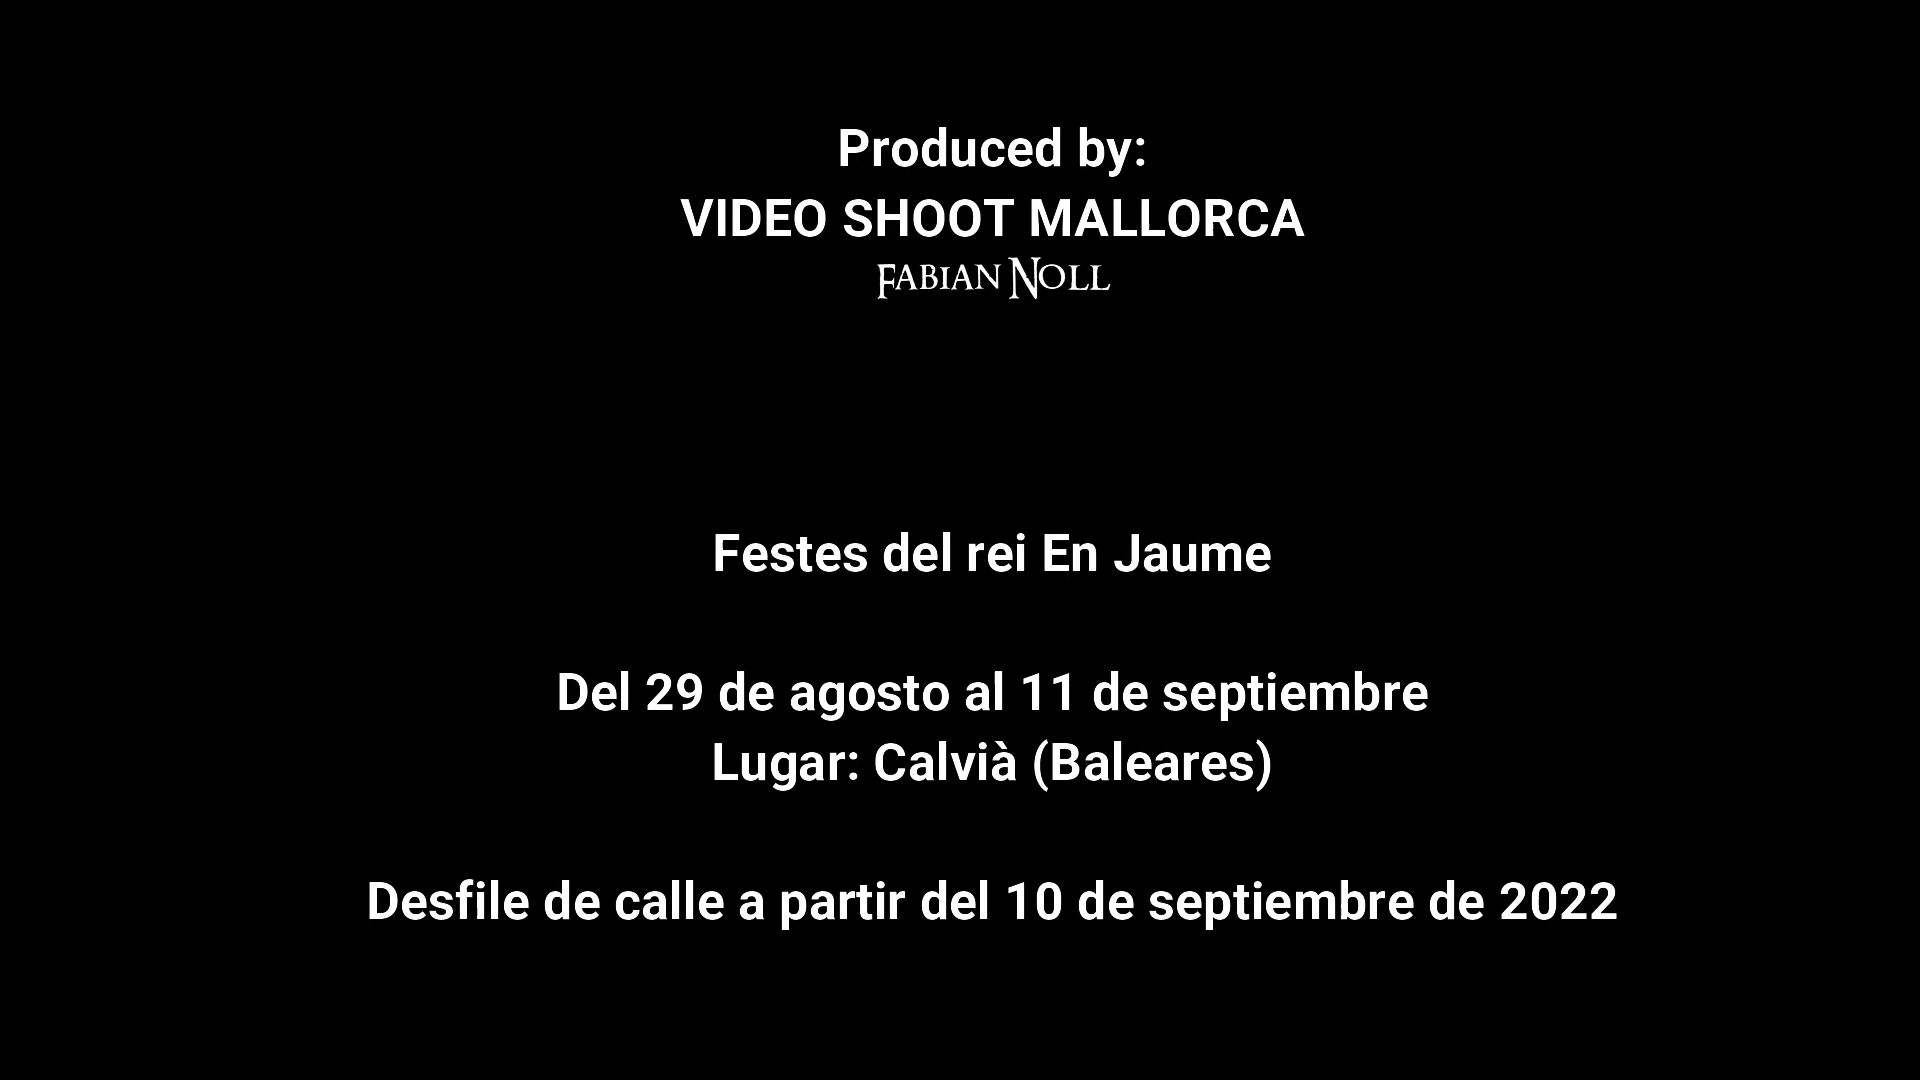 Produced by:
VIDEO SHOOT MALLORCA
FABIAN NOLL
Festes del rei En Jaume
Del 29 de agosto al 11 de septiembre
Lugar: Calvià (Baleares)
Desfile de calle a partir del 10 de septiembre de 2022